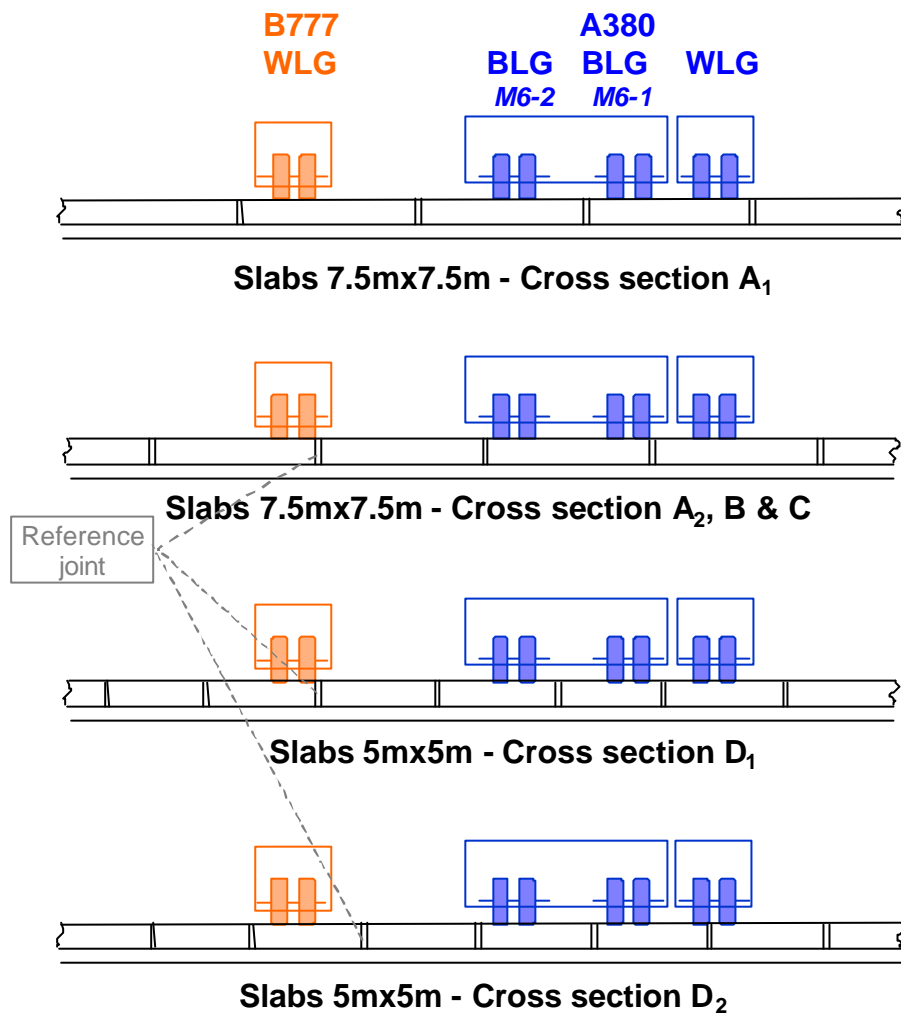 B777 A380
WLG BLG BLG WLG
M6-2 M6-1
Slabs 7.5mx7.5m - Cross section A₁
Slabs 7.5mx7.5m - Cross section A₂, B & C
Reference
joint
Slabs 5mx5m - Cross section D₁
Slabs 5mx5m - Cross section D₂